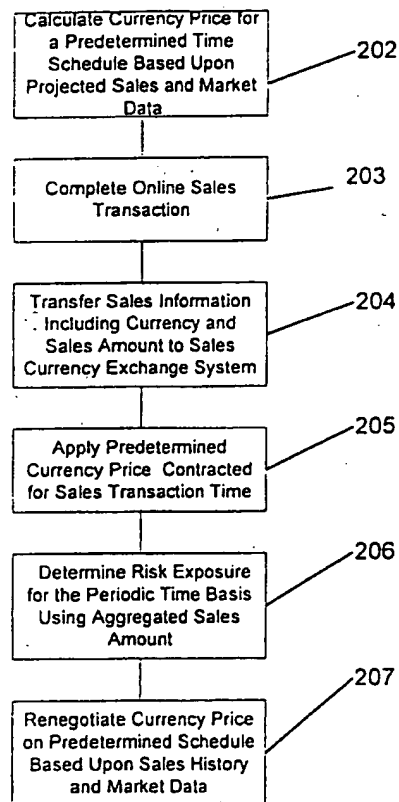 Calculate Currency Price for
a Predetermined Time
Schedule Based Upon
Projected Sales and Market
Data
202
Complete Online Sales
Transaction
203
Transfer Sales Information
Including Currency and
Sales Amount to Sales
Currency Exchange System
204
Apply Predetermined
Currency Price Contracted
for Sales Transaction Time
205
Determine Risk Exposure
for the Periodic Time Basis
Using Aggregated Sales
Amount
206
Renegotiate Currency Price
on Predetermined Schedule
Based Upon Sales History
and Market Data
207